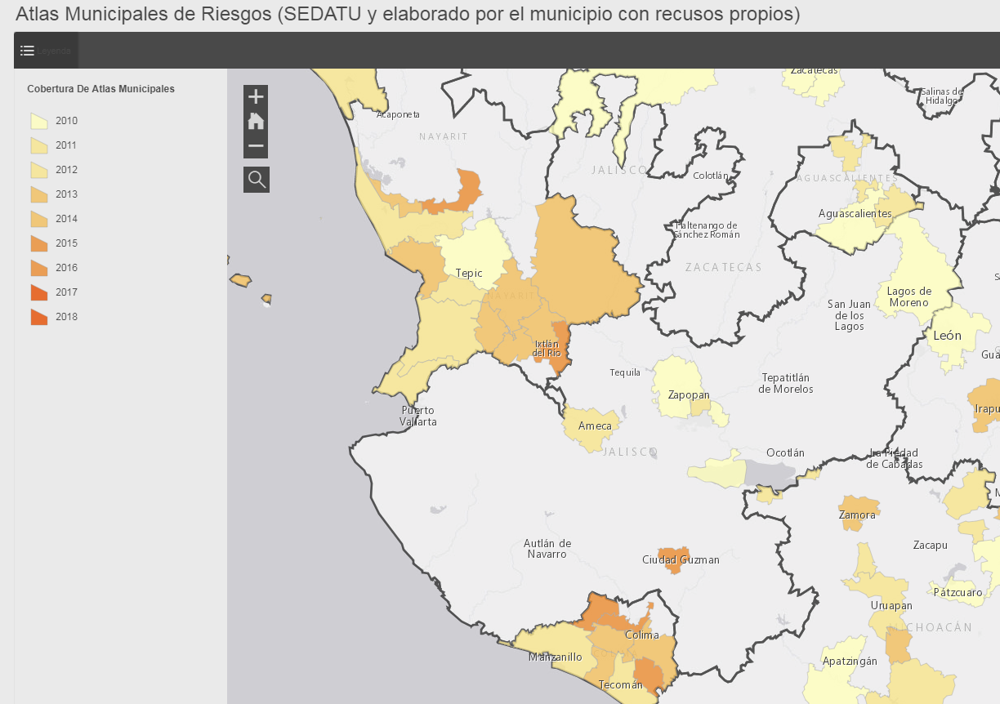 Atlas Municipales de Riesgos (SEDATU y elaborado por el municipio con recusos propios)
Leyenda
Cobertura De Atlas Municipales
2010
2011
2012
2013
2014
2015
2016
2017
2018
Zacatecas
Salinas de
Hidalgo
Acaponeta
NAYARIT
JALISCO
Colotlán
AGUASCALIENTES
Aguascalientes
Tlaltenango de
Sánchez Román
ZACATECAS
Tepic
NAYARIT
Lagos de
Moreno
San Juan
de los
Lagos
León
Ixtlán
del Río
Tequila
Tepatitlán
de Morelos
Zapopan
Irapu
Puerto
Vallarta
Ameca
JALISCO
Ocotlán
La Piedad
de Cabadas
Zamora
Zacapu
Autlán de
Navarro
Ciudad Guzman
Pátzcuaro
Uruapan
MICHOACÁN
Colima
Manzanillo
Apatzingán
Tecomán